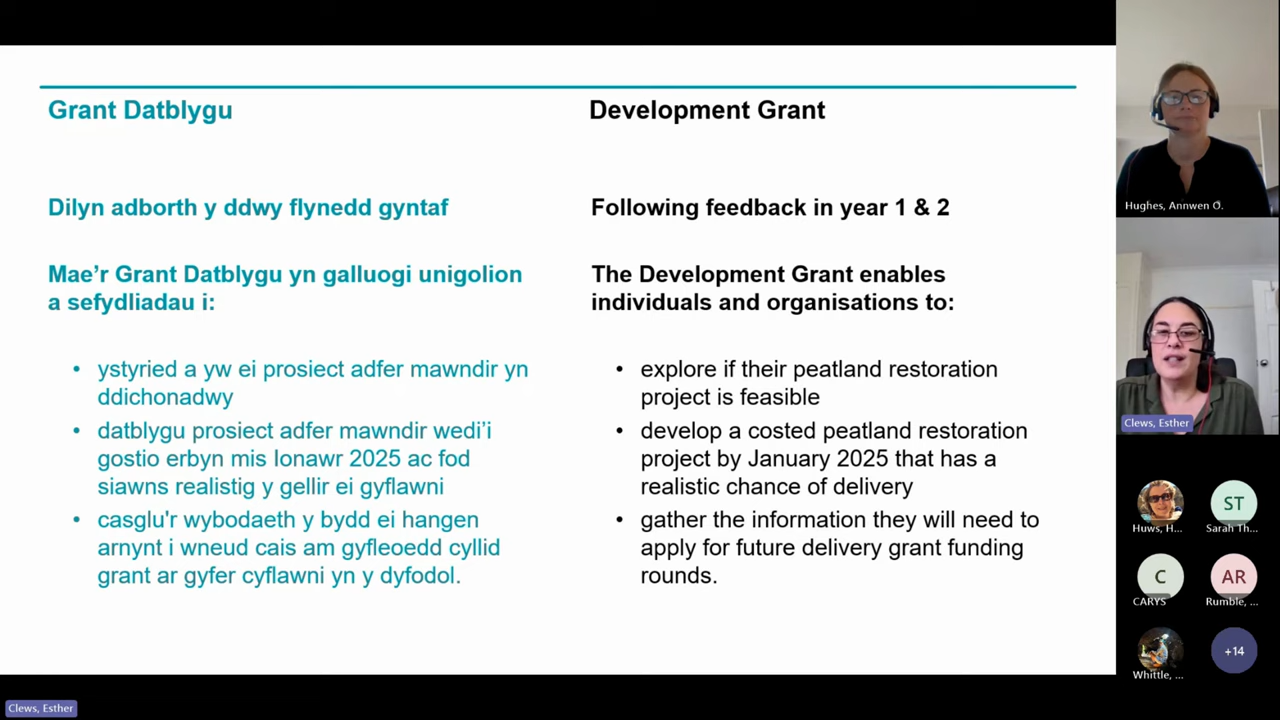 Grant Datblygu
Dilyn adborth y ddwy flynedd gyntaf
Mae’r Grant Datblygu yn galluogi unigolion
a sefydliadau i:
• ystyried a yw ei prosiect adfer mawndir yn
ddichonadwy
• datblygu prosiect adfer mawndir wedi’i
gostio erbyn mis Ionawr 2025 ac fod
siawns realistig y gellir ei gyflawni
• casglu'r wybodaeth y bydd ei hangen
arnynt i wneud cais am gyfleoedd cyllid
grant ar gyfer cyflawni yn y dyfodol.
Development Grant
Following feedback in year 1 & 2
The Development Grant enables
individuals and organisations to:
• explore if their peatland restoration
project is feasible
• develop a costed peatland restoration
project by January 2025 that has a
realistic chance of delivery
• gather the information they will need to
apply for future delivery grant funding
rounds.
Hughes, Annwen O.
Clews, Esther
Huws, H...
ST
Sarah Th...
C
CARYS
AR
Rumble, ...
Whittle, ...
+14
Clews, Esther